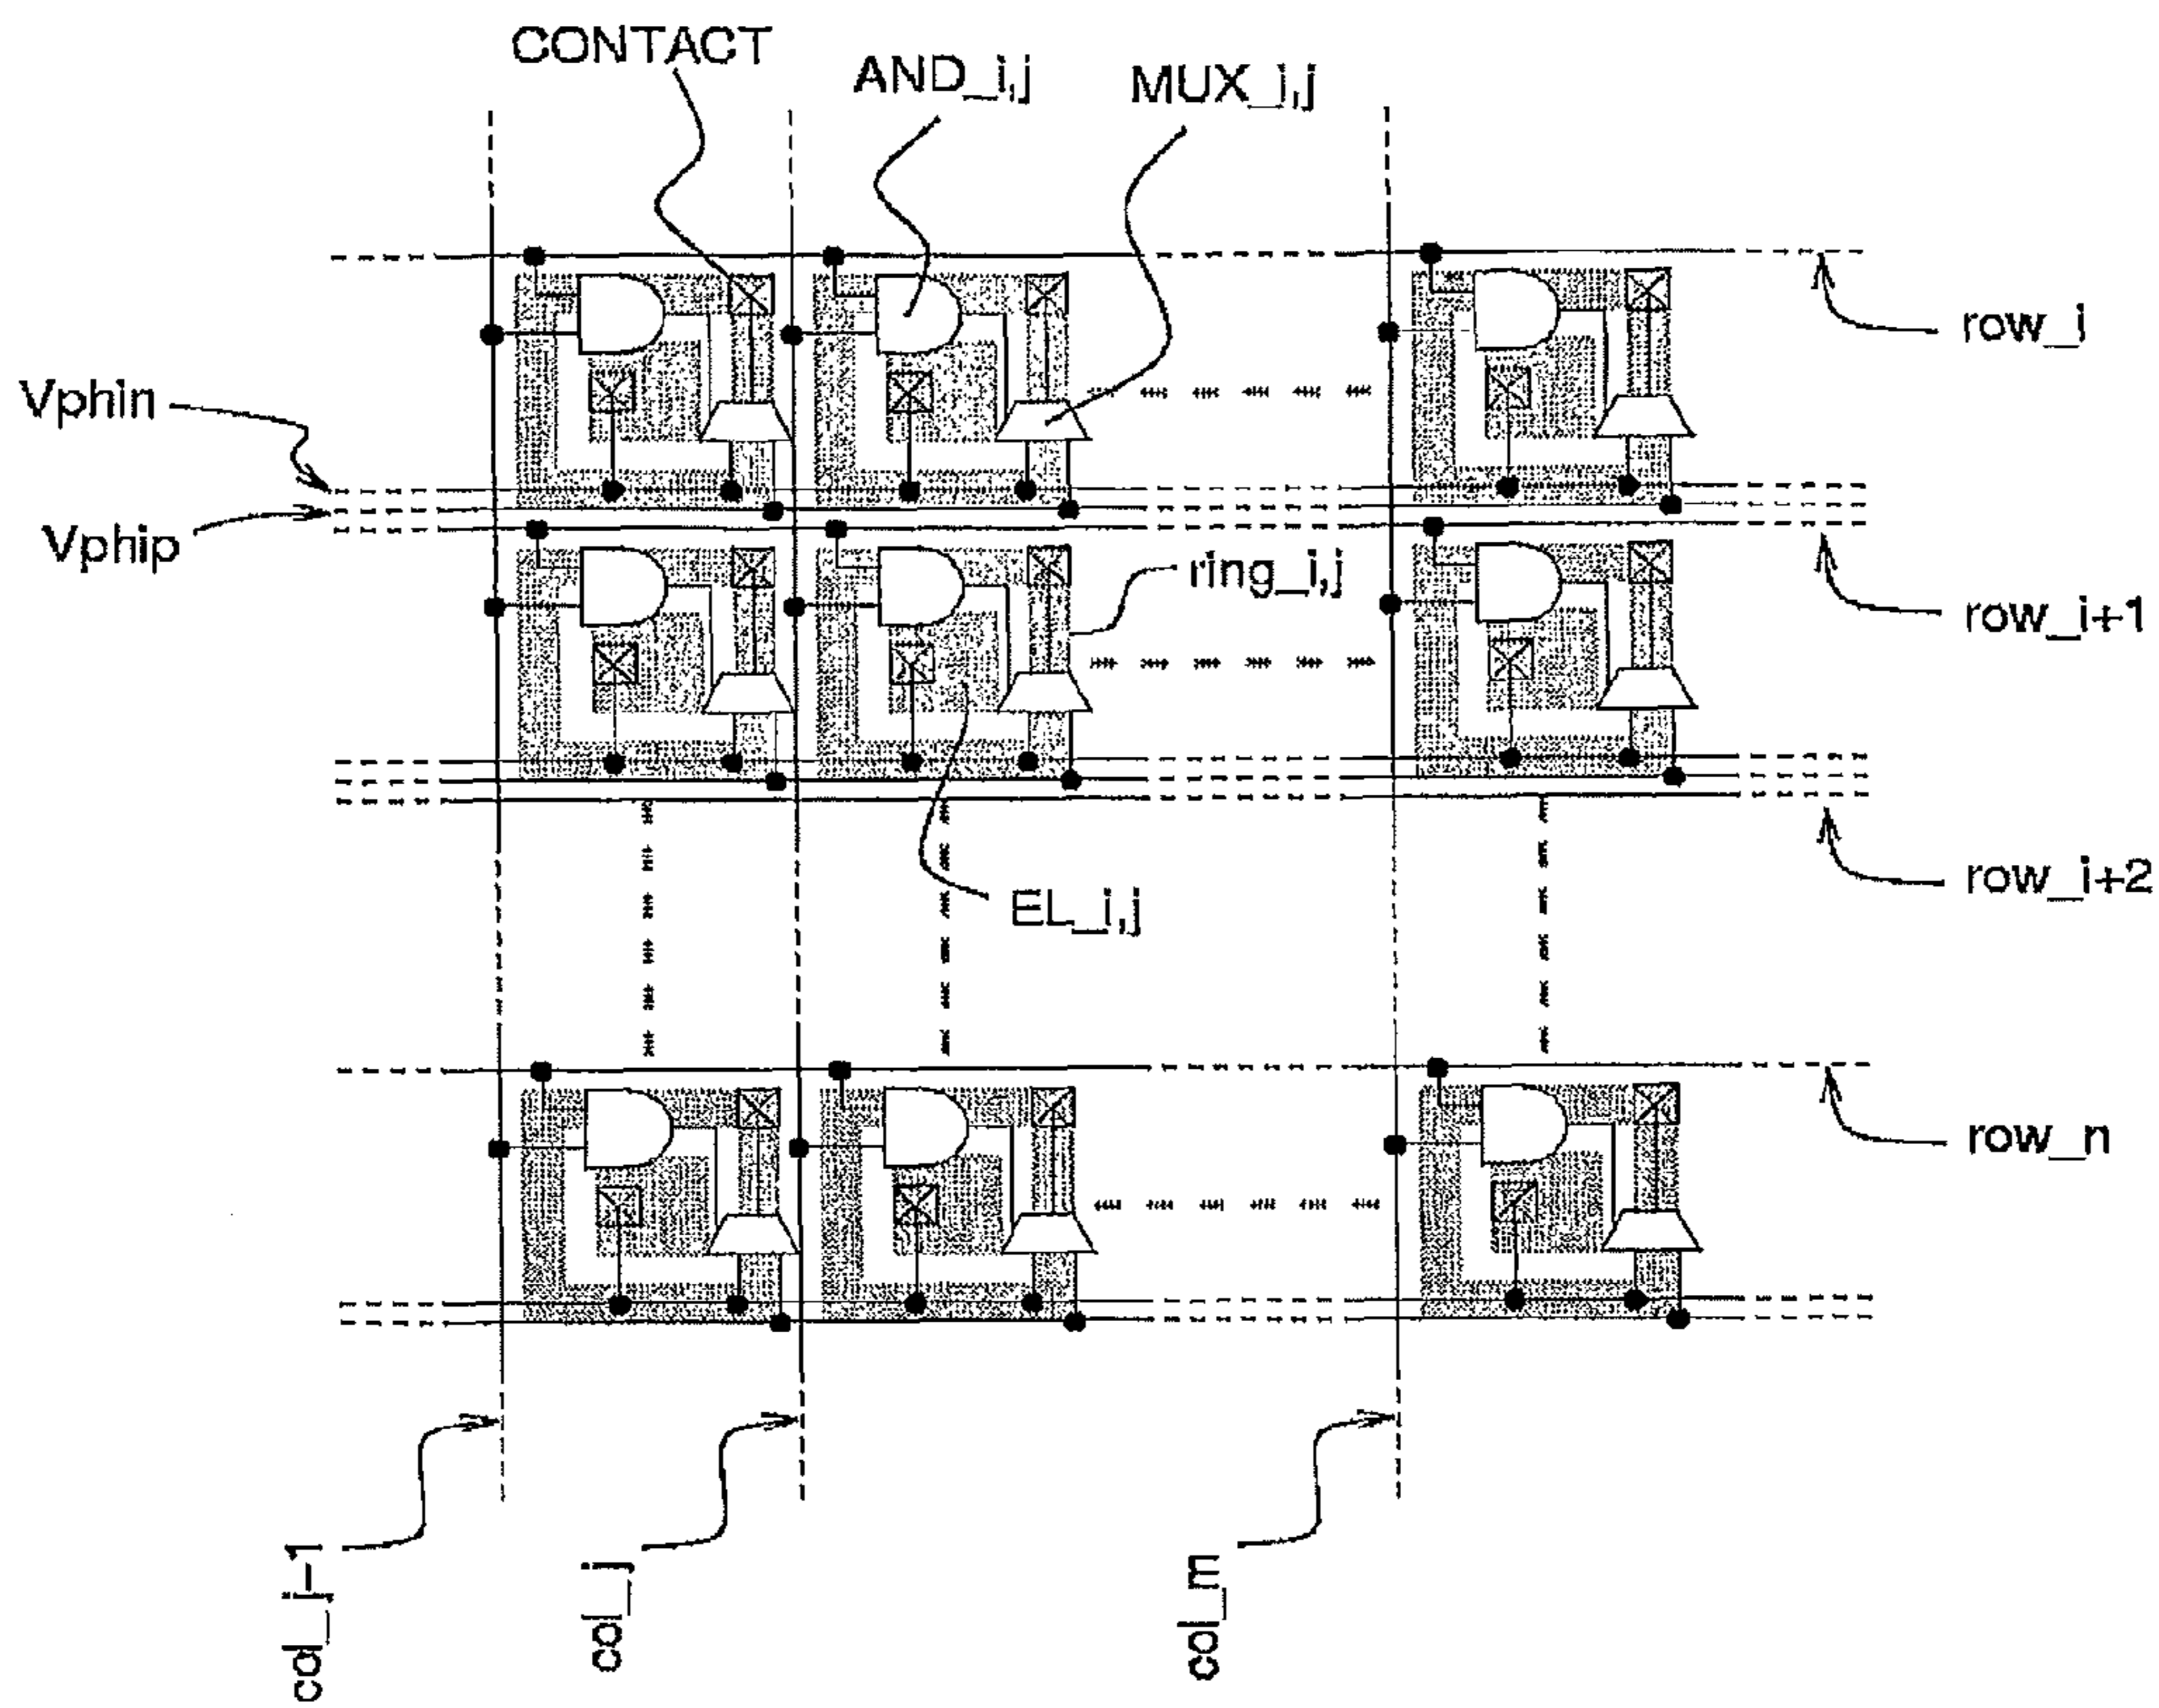 CONTACT
AND_i,j
MUX_i,j
row_i
Vphin
Vphip
ring_i,j
row_i+1
row_i+2
EL_i,j
row_n
col_j-1
col_j
col_m